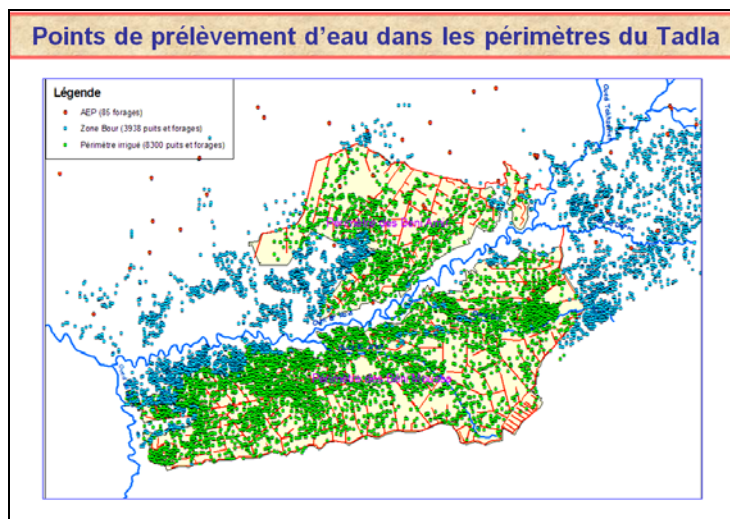 Points de prélèvement d'eau dans les périmètres du Tadla
Légende
AEP (85 forages)
Zone Bour (3938 puits et forages)
Périmètre irrigué (8300 puits et forages)
Oued